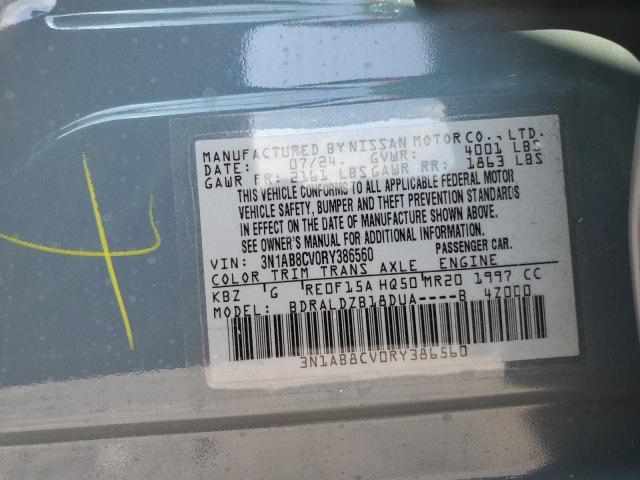 MANUFACTURED BY NISSAN MOTOR CO., LTD.
DATE: 07/24. GVWR: 4001 LBS
GAWR FR: 2161 LBS GAWR RR: 1863 LBS
THIS VEHICLE CONFORMS TO ALL APPLICABLE FEDERAL MOTOR
VEHICLE SAFETY, BUMPER AND THEFT PREVENTION STANDARDS
IN EFFECT ON THE DATE OF MANUFACTURE SHOWN ABOVE.
SEE OWNER'S MANUAL FOR ADDITIONAL INFORMATION.
VIN: 3N1AB8CV0RY386560 PASSENGER CAR.
COLOR TRIM TRANS AXLE ENGINE
KBZ G RE0F15A HQ50 MR20 1997 CC
MODEL: BDRALDZB18DUA----B 4Z000
3N1AB8CV0RY386560